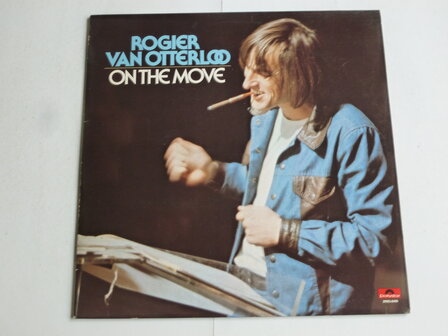 ROGIER
VAN OTTERLOO
ON THE MOVE
Polydor